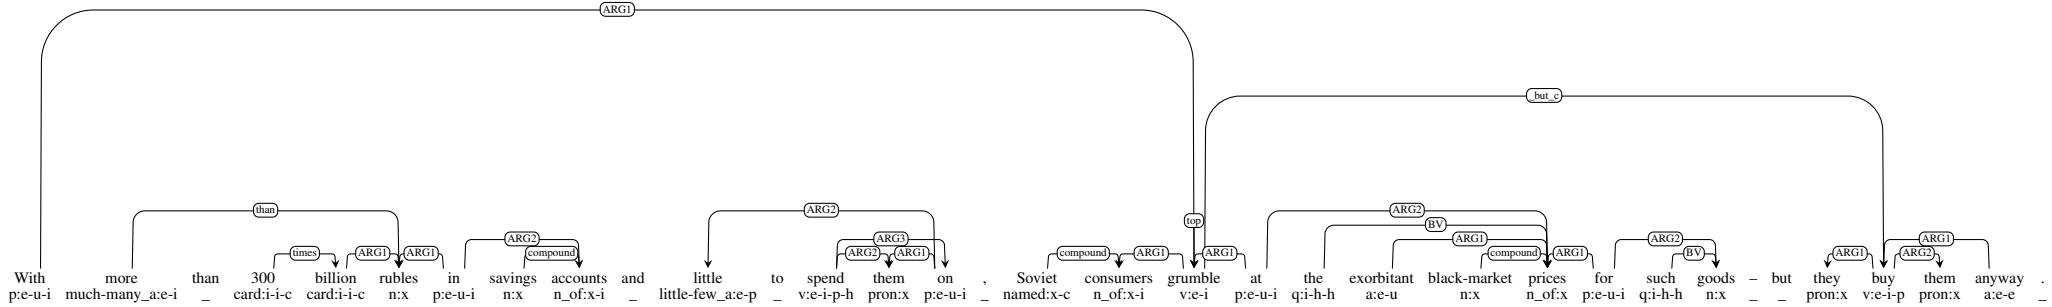 ARG1
_but_c
than ARG2 top ARG2
BV
ARG2 ARG3 ARG1 ARG2 ARG1
times ARG1 ARG1 compound ARG2 ARG1 compound ARG1 ARG1 compound ARG1 BV ARG1 ARG2
With more than 300 billion rubles in savings accounts and little to spend them on , Soviet consumers grumble at the exorbitant black-market prices for such goods – but they buy them anyway .
p:e-u-i much-many_a:e-i _ card:i-i-c card:i-i-c n:x p:e-u-i n:x n_of:x-i _ little-few_a:e-p _ v:e-i-p-h pron:x p:e-u-i _ named:x-c n_of:x-i v:e-i p:e-u-i q:i-h-h a:e-u n:x n_of:x p:e-u-i q:i-h-h n:x _ _ pron:x v:e-i-p pron:x a:e-e _